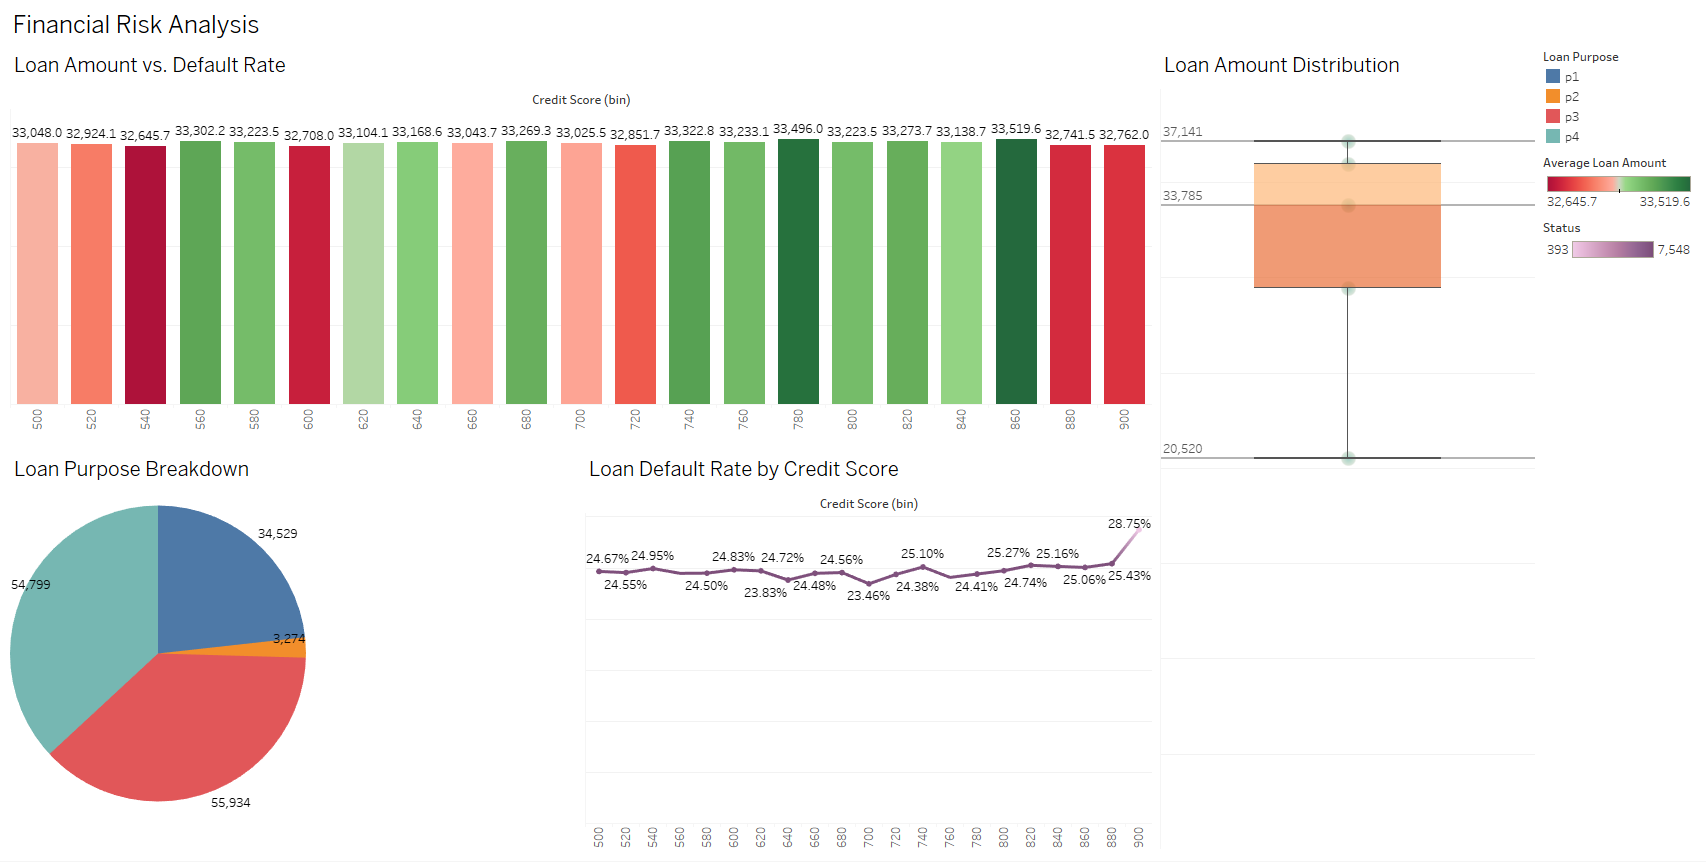 Financial Risk Analysis
Loan Amount vs. Default Rate
Credit Score (bin)
33,048.0 32,924.1 32,645.7 33,302.2 33,223.5 32,708.0 33,104.1 33,168.6 33,043.7 33,269.3 33,025.5 32,851.7 33,322.8 33,233.1 33,496.0 33,223.5 33,273.7 33,138.7 33,519.6 32,741.5 32,762.0
500 520 540 560 580 600 620 640 660 680 700 720 740 760 780 800 820 840 860 880 900
Loan Amount Distribution
37,141
33,785
20,520
Loan Purpose
p1
p2
p3
p4
Average Loan Amount
32,645.7 33,519.6
Status
393 7,548
Loan Purpose Breakdown
34,529
54,799
3,274
55,934
Loan Default Rate by Credit Score
Credit Score (bin)
28.75%
24.67% 24.95% 24.83% 24.72% 24.56% 25.10% 25.27% 25.16%
24.55% 24.50% 23.83% 24.48% 23.46% 24.38% 24.41% 24.74% 25.06% 25.43%
500 520 540 560 580 600 620 640 660 680 700 720 740 760 780 800 820 840 860 880 900